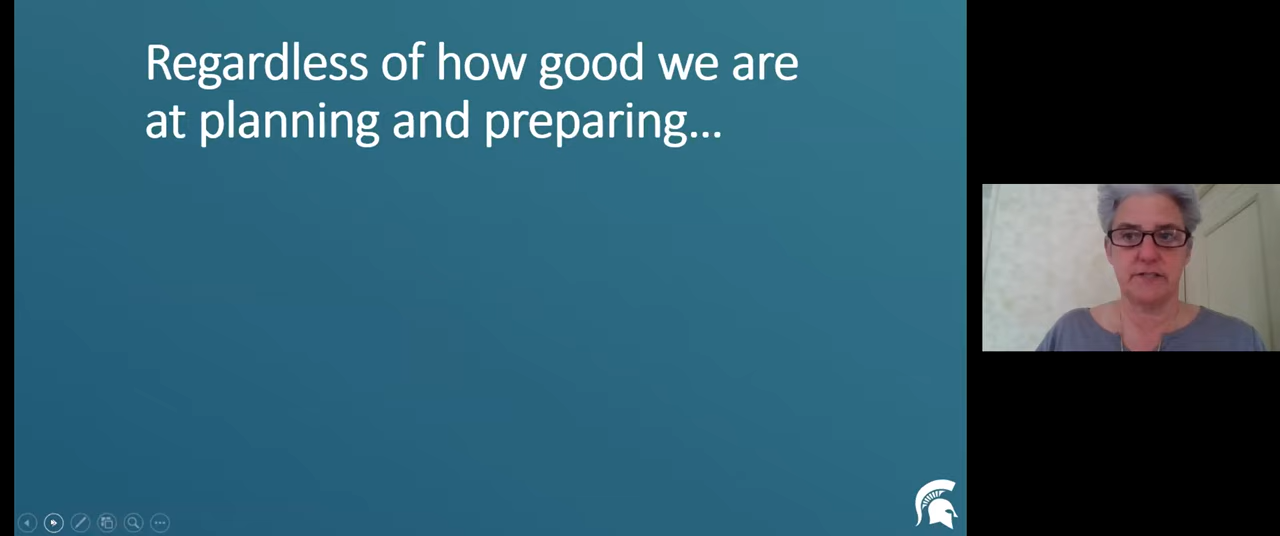 Regardless of how good we are
at planning and preparing...